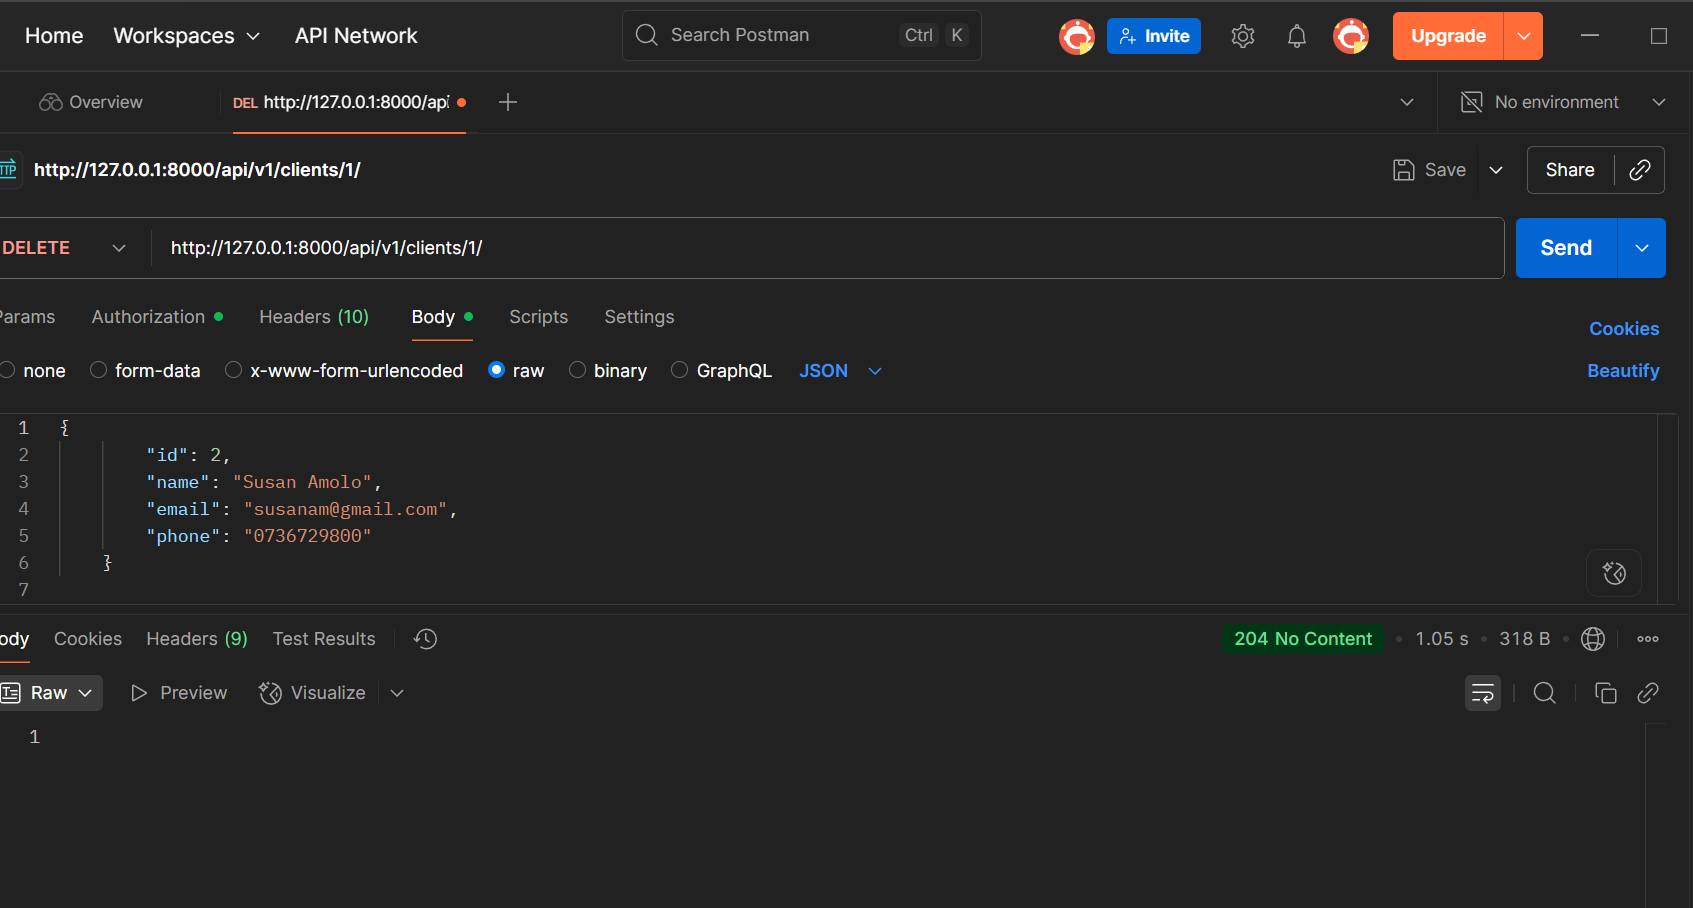 Home Workspaces API Network Search Postman Ctrl K Invite Upgrade
Overview DEL http://127.0.0.1:8000/api No environment
TTP http://127.0.0.1:8000/api/v1/clients/1/ Save Share
DELETE http://127.0.0.1:8000/api/v1/clients/1/ Send
Params Authorization Headers (10) Body Scripts Settings Cookies
none form-data x-www-form-urlencoded raw binary GraphQL JSON Beautify
1 {
2 "id": 2,
3 "name": "Susan Amolo",
4 "email": "susanam@gmail.com",
5 "phone": "0736729800"
6 }
7
ody Cookies Headers (9) Test Results 204 No Content • 1.05 s • 318 B •
Raw Preview Visualize
1